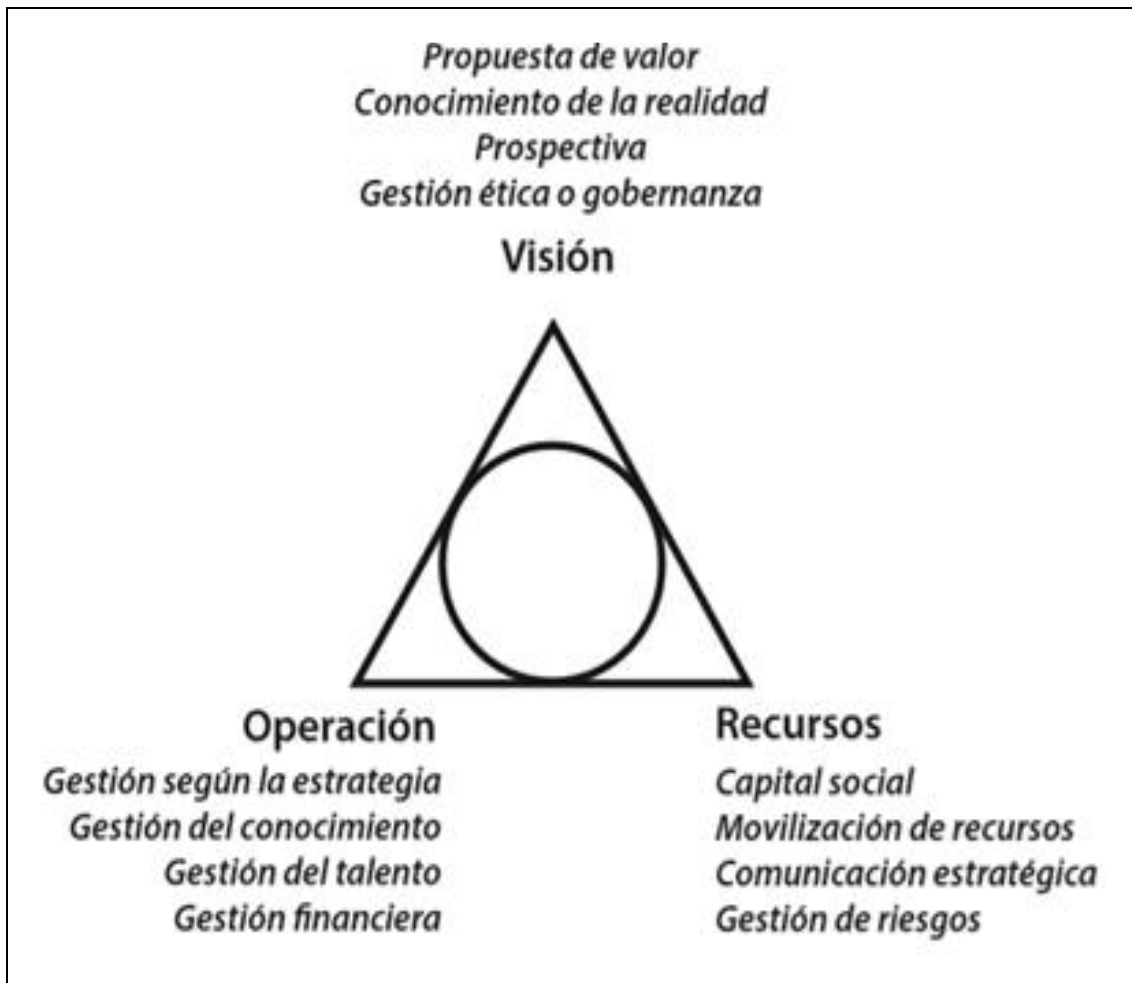 Propuesta de valor
Conocimiento de la realidad
Prospectiva
Gestión ética o gobernanza
Visión
Operación
Gestión según la estrategia
Gestión del conocimiento
Gestión del talento
Gestión financiera
Recursos
Capital social
Movilización de recursos
Comunicación estratégica
Gestión de riesgos